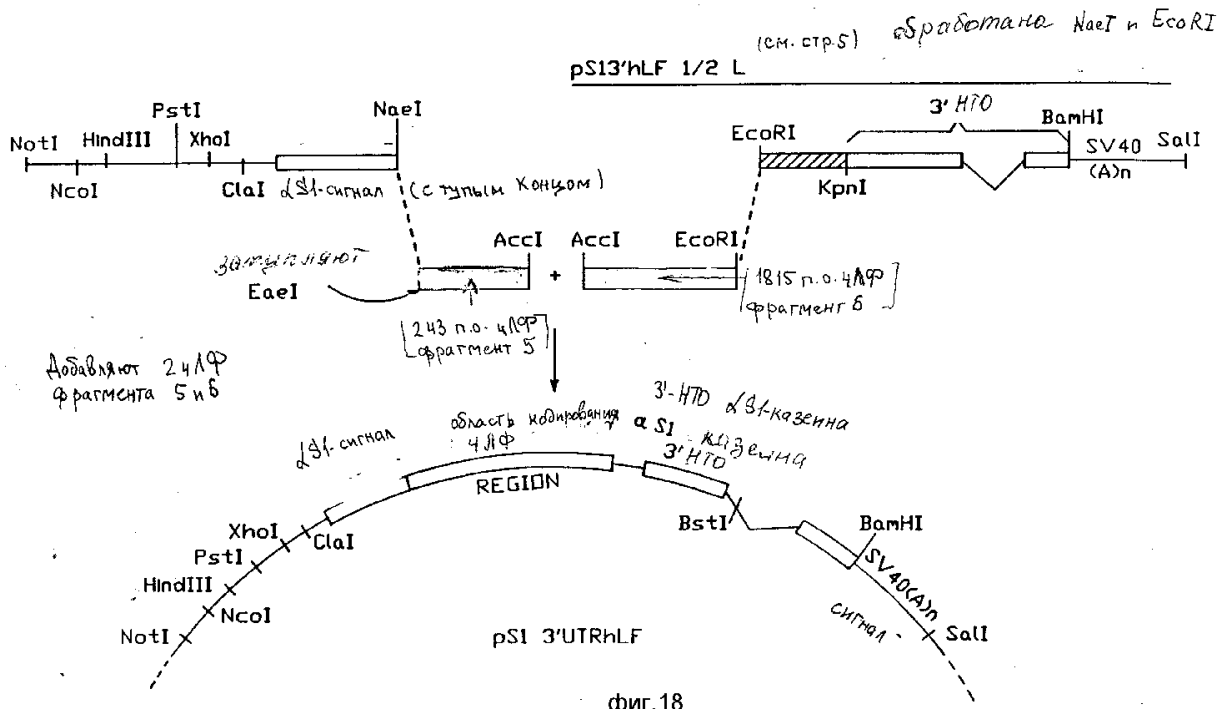 (см. стр.5) обработана NaeI и EcoRI
pS13'hLF 1/2 L
NotI
NcoI
HindIII
PstI
XhoI
ClaI
αS1-сигнал
NaeI
(с тупым концом)
EcoRI
3' НТО
KpnI
BamHI
SV40
(A)n
SalI
затупляют
EaeI
AccI
+
AccI
EcoRI
243 п.о. чЛФ
фрагмент 5
1815 п.о. чЛФ
фрагмент 6
Добавляют 2 чЛФ
фрагмента 5 и 6
αS1-сигнал
область кодирования
чЛФ
REGION
αS1
3'-НТО αS1-казеина
казеина
3' НТО
NotI
NcoI
HindIII
PstI
XhoI
ClaI
BstI
BamHI
SV40(A)n
сигнал
SalI
pS1 3'UTRhLF
фиг.18